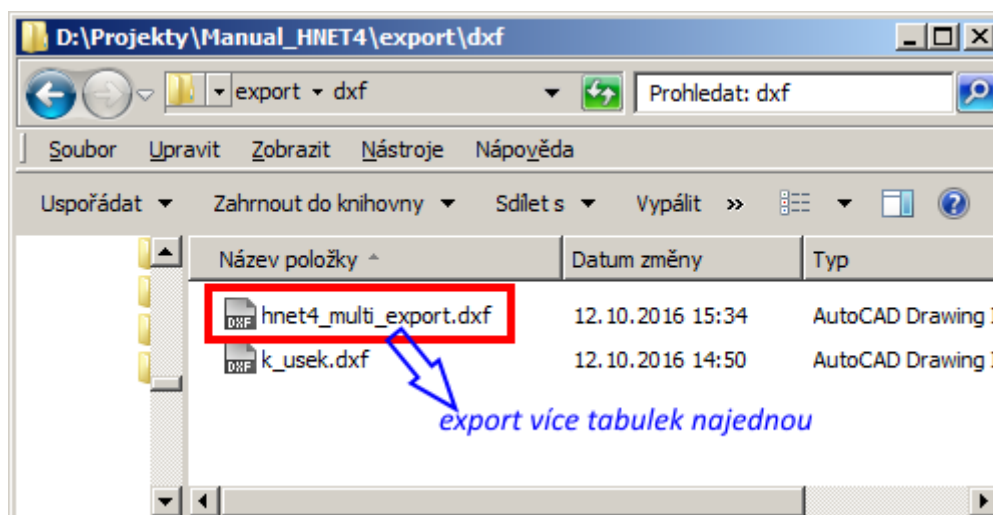 D:\Projekty\Manual_HNET4\export\dxf
export dxf Prohledat: dxf
Soubor Upravit Zobrazit Nástroje Nápověda
Uspořádat Zahrnout do knihovny Sdílet s Vypálit »
Název položky Datum změny Typ
DXF hnet4_multi_export.dxf 12.10.2016 15:34 AutoCAD Drawing
DXF k_usek.dxf 12.10.2016 14:50 AutoCAD Drawing
export více tabulek najednou